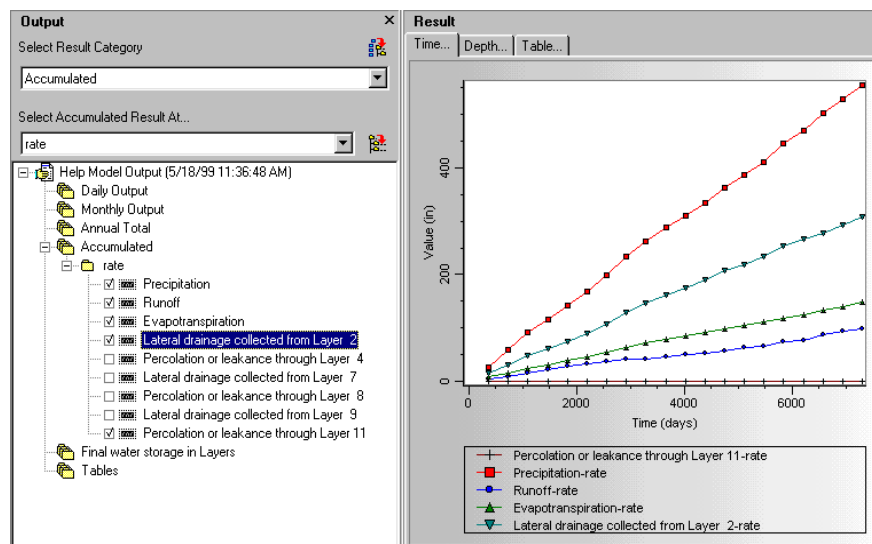 Output
Select Result Category
Accumulated
Select Accumulated Result At...
rate
Help Model Output (5/18/99 11:36:48 AM)
Daily Output
Monthly Output
Annual Total
Accumulated
rate
Precipitation
Runoff
Evapotranspiration
Lateral drainage collected from Layer 2
Percolation or leakance through Layer 4
Lateral drainage collected from Layer 7
Percolation or leakance through Layer 8
Lateral drainage collected from Layer 9
Percolation or leakance through Layer 11
Final water storage in Layers
Tables
Result
Time... Depth... Table...
Value (in)
400
200
0
0 2000 4000 6000
Time (days)
Percolation or leakance through Layer 11-rate
Precipitation-rate
Runoff-rate
Evapotranspiration-rate
Lateral drainage collected from Layer 2-rate